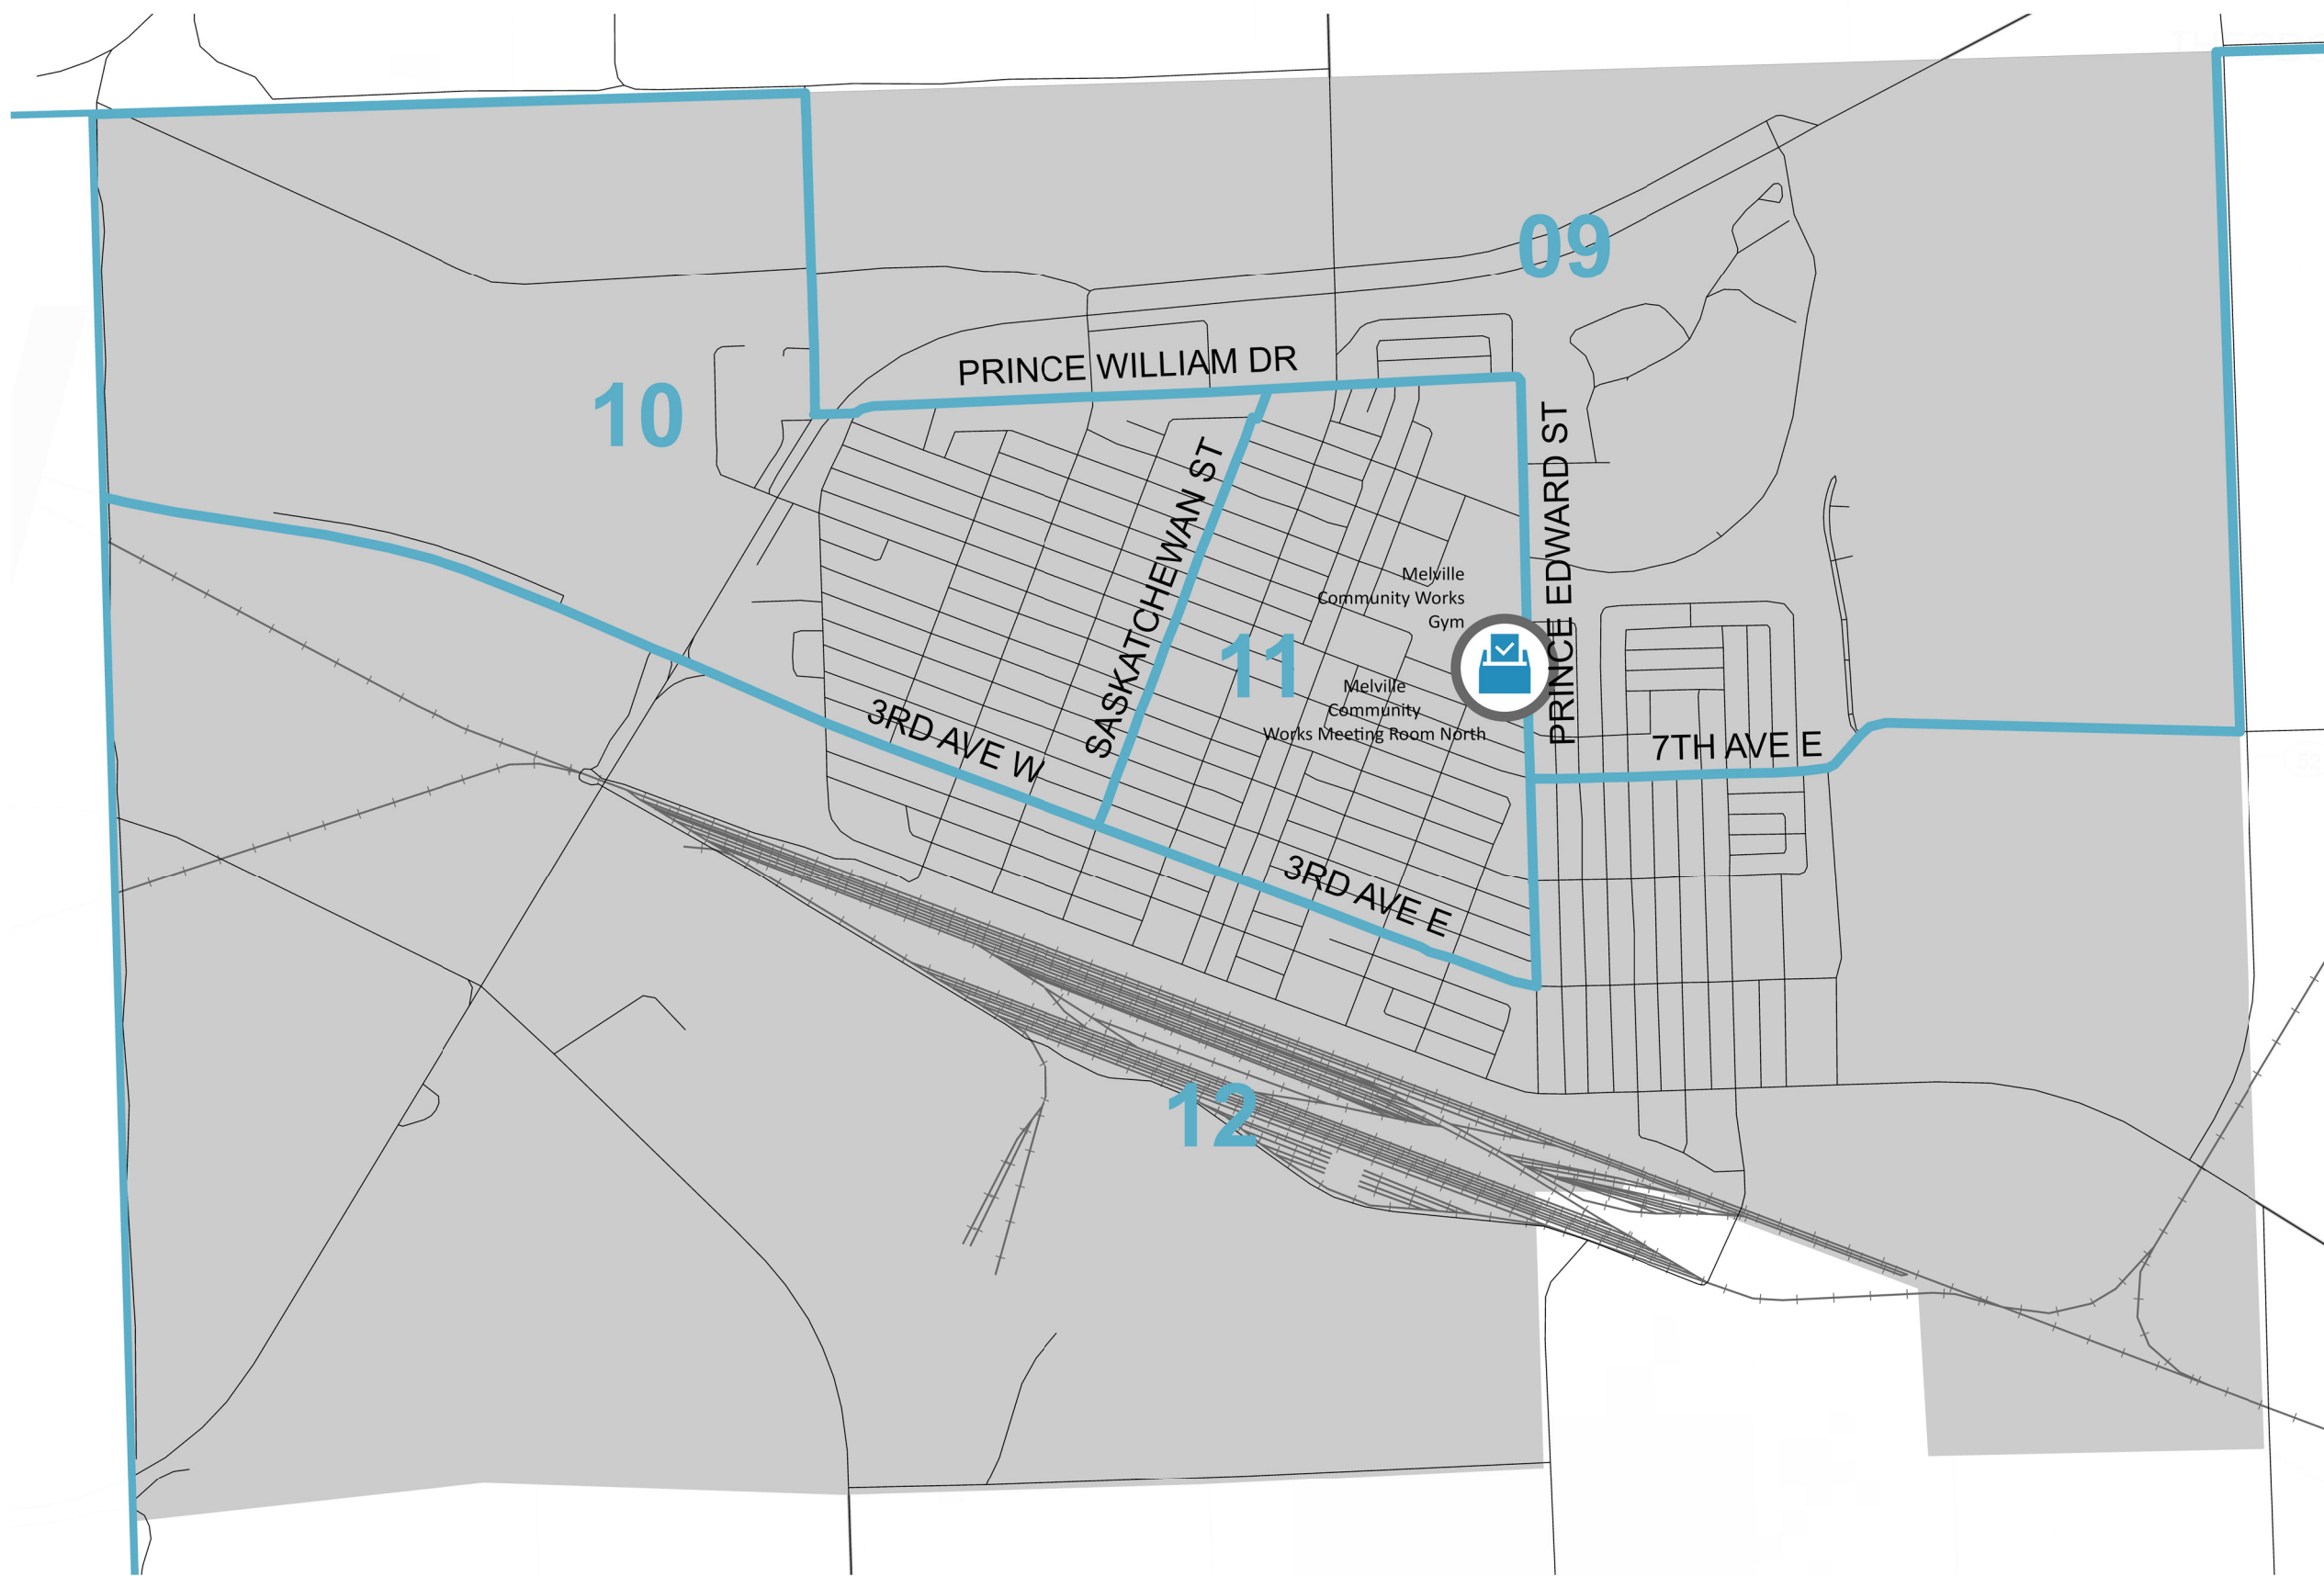 09
PRINCE WILLIAM DR
10
PRINCE EDWARD ST
SASKATCHEWAN ST
Melville
Community Works
Gym
11
Melville
Community
Works Meeting Room North
3RD AVE W
7TH AVE E
3RD AVE E
12